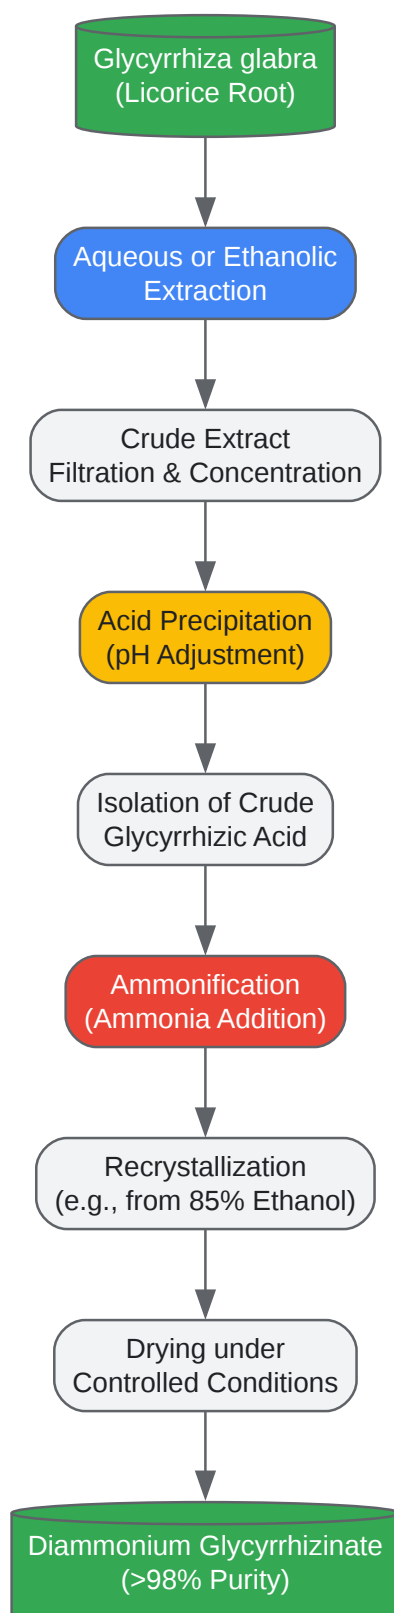 Glycyrrhiza glabra
(Licorice Root)
Aqueous or Ethanolic
Extraction
Crude Extract
Filtration & Concentration
Acid Precipitation
(pH Adjustment)
Isolation of Crude
Glycyrrhizic Acid
Ammonification
(Ammonia Addition)
Recrystallization
(e.g., from 85% Ethanol)
Drying under
Controlled Conditions
Diammonium Glycyrrhizinate
(>98% Purity)